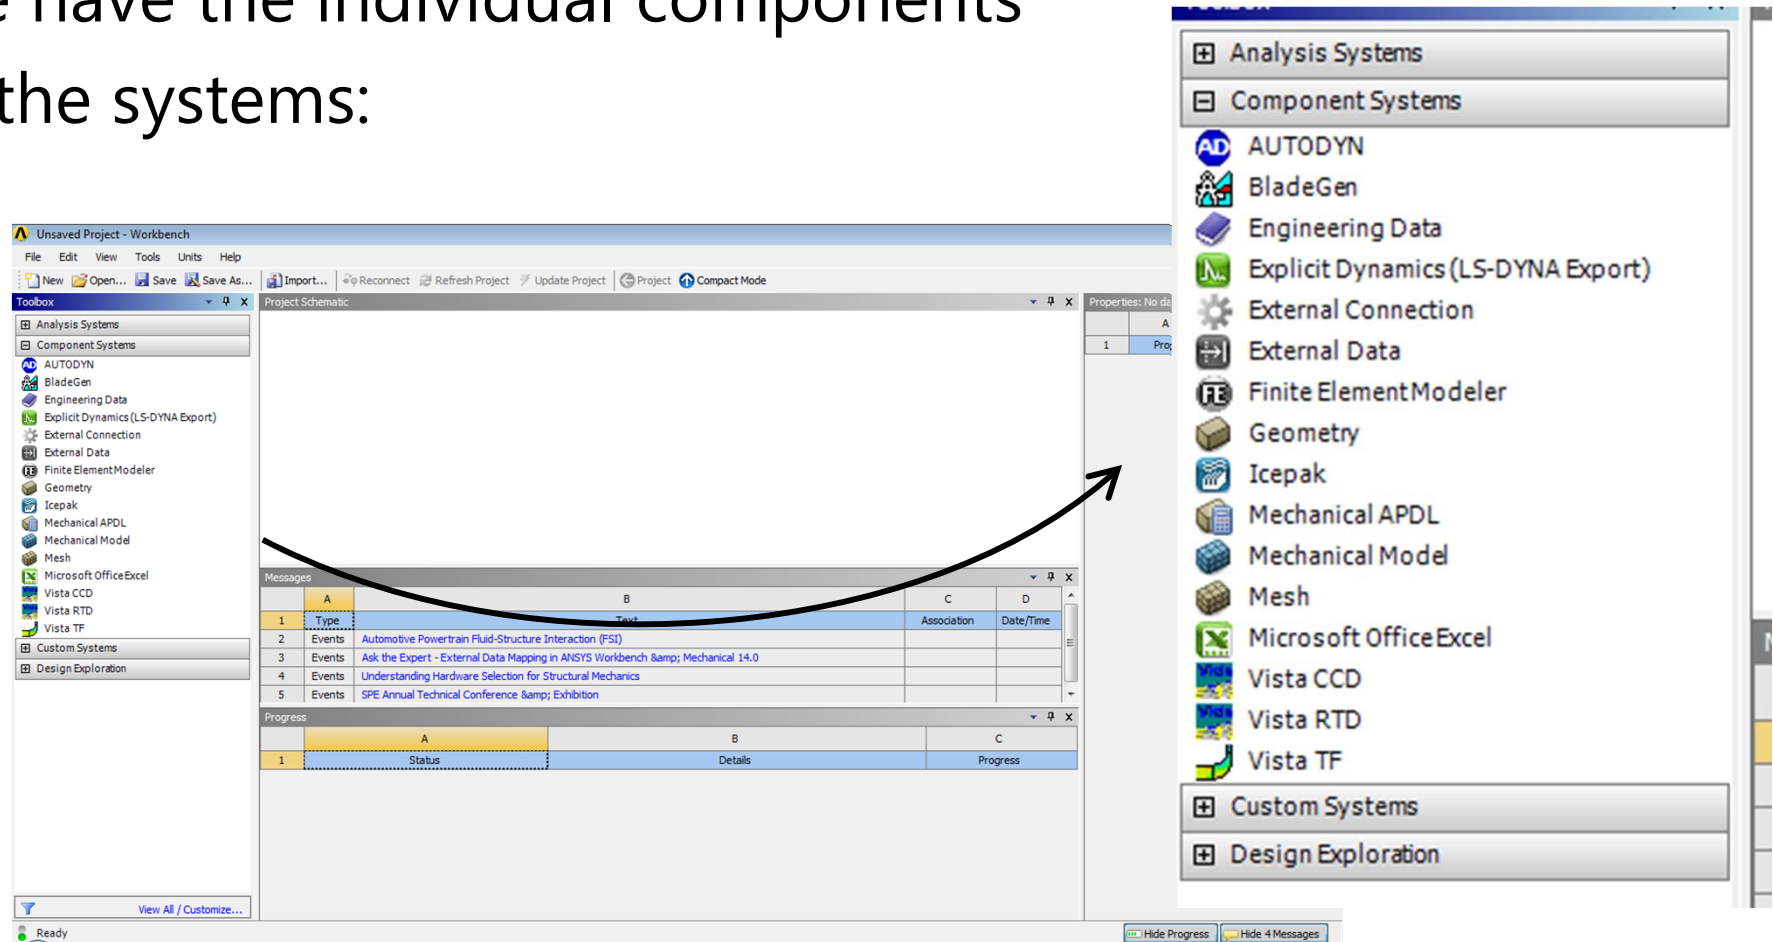 have the individual components
the systems:
Unsaved Project - Workbench
File Edit View Tools Units Help
New Open... Save Save As... Import... Reconnect Refresh Project Update Project Project Compact Mode
Toolbox
Analysis Systems
Component Systems
AUTODYN
BladeGen
Engineering Data
Explicit Dynamics (LS-DYNA Export)
External Connection
External Data
Finite Element Modeler
Geometry
Icepak
Mechanical APDL
Mechanical Model
Mesh
Microsoft Office Excel
Vista CCD
Vista RTD
Vista TF
Custom Systems
Design Exploration
View All / Customize...
Project Schematic
Messages
A B C D
1 Type Text Association Date/Time
2 Events Automotive Powertrain Fluid-Structure Interaction (FSI)
3 Events Ask the Expert - External Data Mapping in ANSYS Workbench &amp; Mechanical 14.0
4 Events Understanding Hardware Selection for Structural Mechanics
5 Events SPE Annual Technical Conference &amp; Exhibition
Progress
A B C
1 Status Details Progress
Properties: No da
A
1 Pro
Ready
Hide Progress Hide 4 Messages
Analysis Systems
Component Systems
AUTODYN
BladeGen
Engineering Data
Explicit Dynamics (LS-DYNA Export)
External Connection
External Data
Finite Element Modeler
Geometry
Icepak
Mechanical APDL
Mechanical Model
Mesh
Microsoft Office Excel
Vista CCD
Vista RTD
Vista TF
Custom Systems
Design Exploration